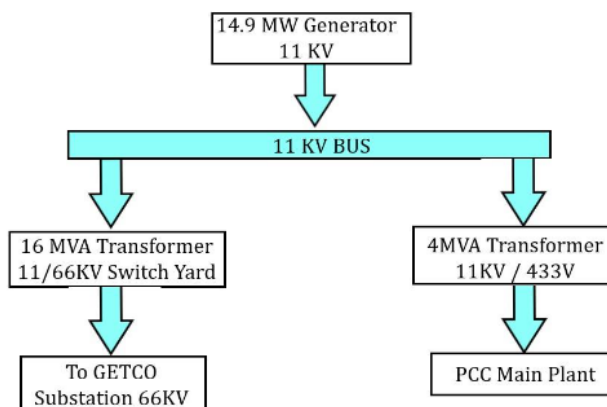 14.9 MW Generator
11 KV
11 KV BUS
16 MVA Transformer
11/66KV Switch Yard
4MVA Transformer
11KV / 433V
To GETCO
Substation 66KV
PCC Main Plant